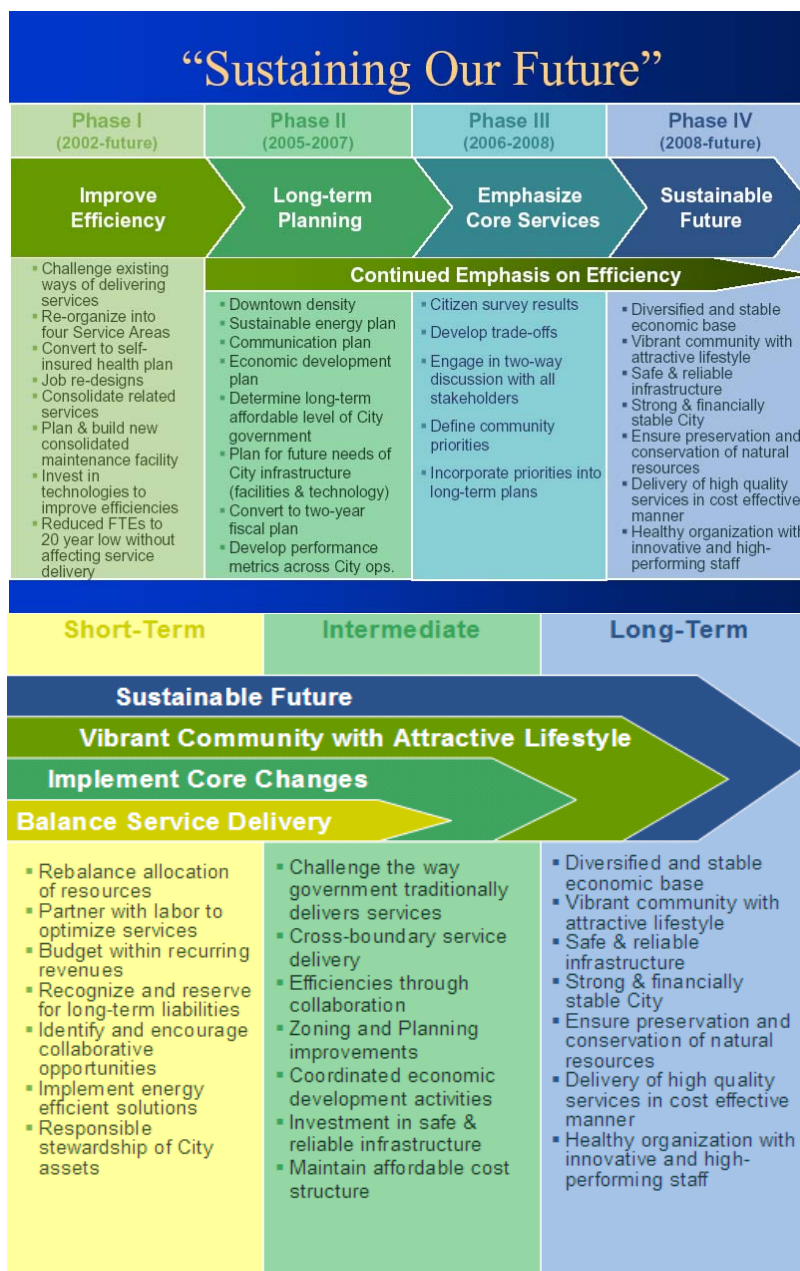 “Sustaining Our Future”
Phase I
(2002-future)
Improve
Efficiency
▪ Challenge existing
ways of delivering
services
▪ Re-organize into
four Service Areas
▪ Convert to self-
insured health plan
▪ Job re-designs
▪ Consolidate related
services
▪ Plan & build new
consolidated
maintenance facility
▪ Invest in
technologies to
improve efficiencies
▪ Reduced FTEs to
20 year low without
affecting service
delivery
Phase II
(2005-2007)
Long-term
Planning
Continued Emphasis on Efficiency
▪ Downtown density
▪ Sustainable energy plan
▪ Communication plan
▪ Economic development
plan
▪ Determine long-term
affordable level of City
government
▪ Plan for future needs of
City infrastructure
(facilities & technology)
▪ Convert to two-year
fiscal plan
▪ Develop performance
metrics across City ops.
Phase III
(2006-2008)
Emphasize
Core Services
▪ Citizen survey results
▪ Develop trade-offs
▪ Engage in two-way
discussion with all
stakeholders
▪ Define community
priorities
▪ Incorporate priorities into
long-term plans
Phase IV
(2008-future)
Sustainable
Future
▪ Diversified and stable
economic base
▪ Vibrant community with
attractive lifestyle
▪ Safe & reliable
infrastructure
▪ Strong & financially
stable City
▪ Ensure preservation and
conservation of natural
resources
▪ Delivery of high quality
services in cost effective
manner
▪ Healthy organization with
innovative and high-
performing staff
Short-Term
Intermediate
Long-Term
Sustainable Future
Vibrant Community with Attractive Lifestyle
Implement Core Changes
Balance Service Delivery
▪ Rebalance allocation
of resources
▪ Partner with labor to
optimize services
▪ Budget within recurring
revenues
▪ Recognize and reserve
for long-term liabilities
▪ Identify and encourage
collaborative
opportunities
▪ Implement energy
efficient solutions
▪ Responsible
stewardship of City
assets
▪ Challenge the way
government traditionally
delivers services
▪ Cross-boundary service
delivery
▪ Efficiencies through
collaboration
▪ Zoning and Planning
improvements
▪ Coordinated economic
development activities
▪ Investment in safe &
reliable infrastructure
▪ Maintain affordable cost
structure
▪ Diversified and stable
economic base
▪ Vibrant community with
attractive lifestyle
▪ Safe & reliable
infrastructure
▪ Strong & financially
stable City
▪ Ensure preservation and
conservation of natural
resources
▪ Delivery of high quality
services in cost effective
manner
▪ Healthy organization with
innovative and high-
performing staff